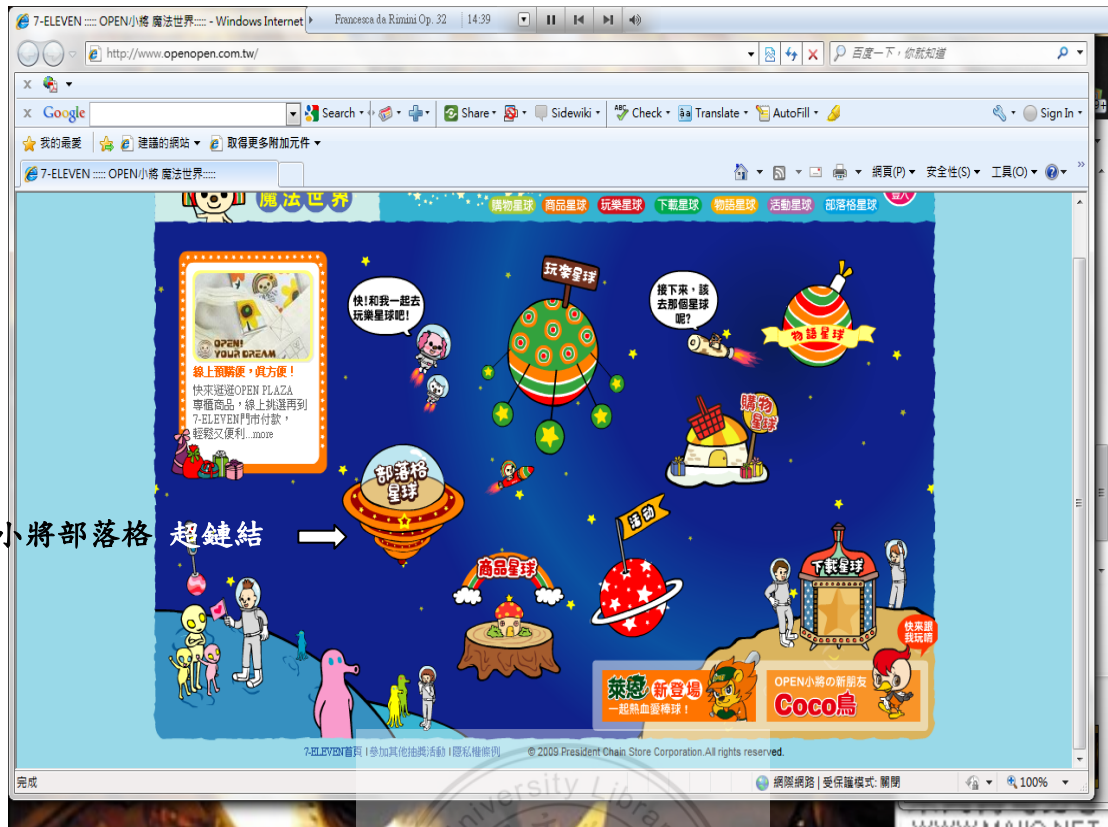 7-ELEVEN ::::: OPEN小將 魔法世界::::: - Windows Internet
Francesca da Rimini Op. 32
14:39
http://www.openopen.com.tw/
百度一下，你就知道
x
x Google
Search
Share
Sidewiki
Check
Translate
AutoFill
Sign In
我的最愛
建議的網站
取得更多附加元件
7-ELEVEN ::::: OPEN小將 魔法世界:::::
網頁(P)
安全性(S)
工具(O)
魔法世界
購物星球
商品星球
玩樂星球
下載星球
物語星球
活動星球
部落格星球
登入
OPEN!
YOUR DREAM
線上預購便，真方便！
快來逛逛OPEN PLAZA
專櫃商品，線上挑選再到
7-ELEVEN門市付款，
輕鬆又便利...more
快!和我一起去
玩樂星球吧!
玩樂星球
接下來，該
去那個星球
呢?
物語星球
購物
星球
部落格
星球
小將部落格 超鏈結
活動
商品星球
下載星球
快來跟
我玩唷
萊恩新登場
一起熱血愛棒球！
OPEN小將の新朋友
Coco鳥
7-ELEVEN首頁 | 參加其他抽獎活動 | 隱私權條例
© 2009 President Chain Store Corporation.All rights reserved.
完成
網際網路 | 受保護模式: 關閉
100%
University Libra
WWW.MAIIO.NET